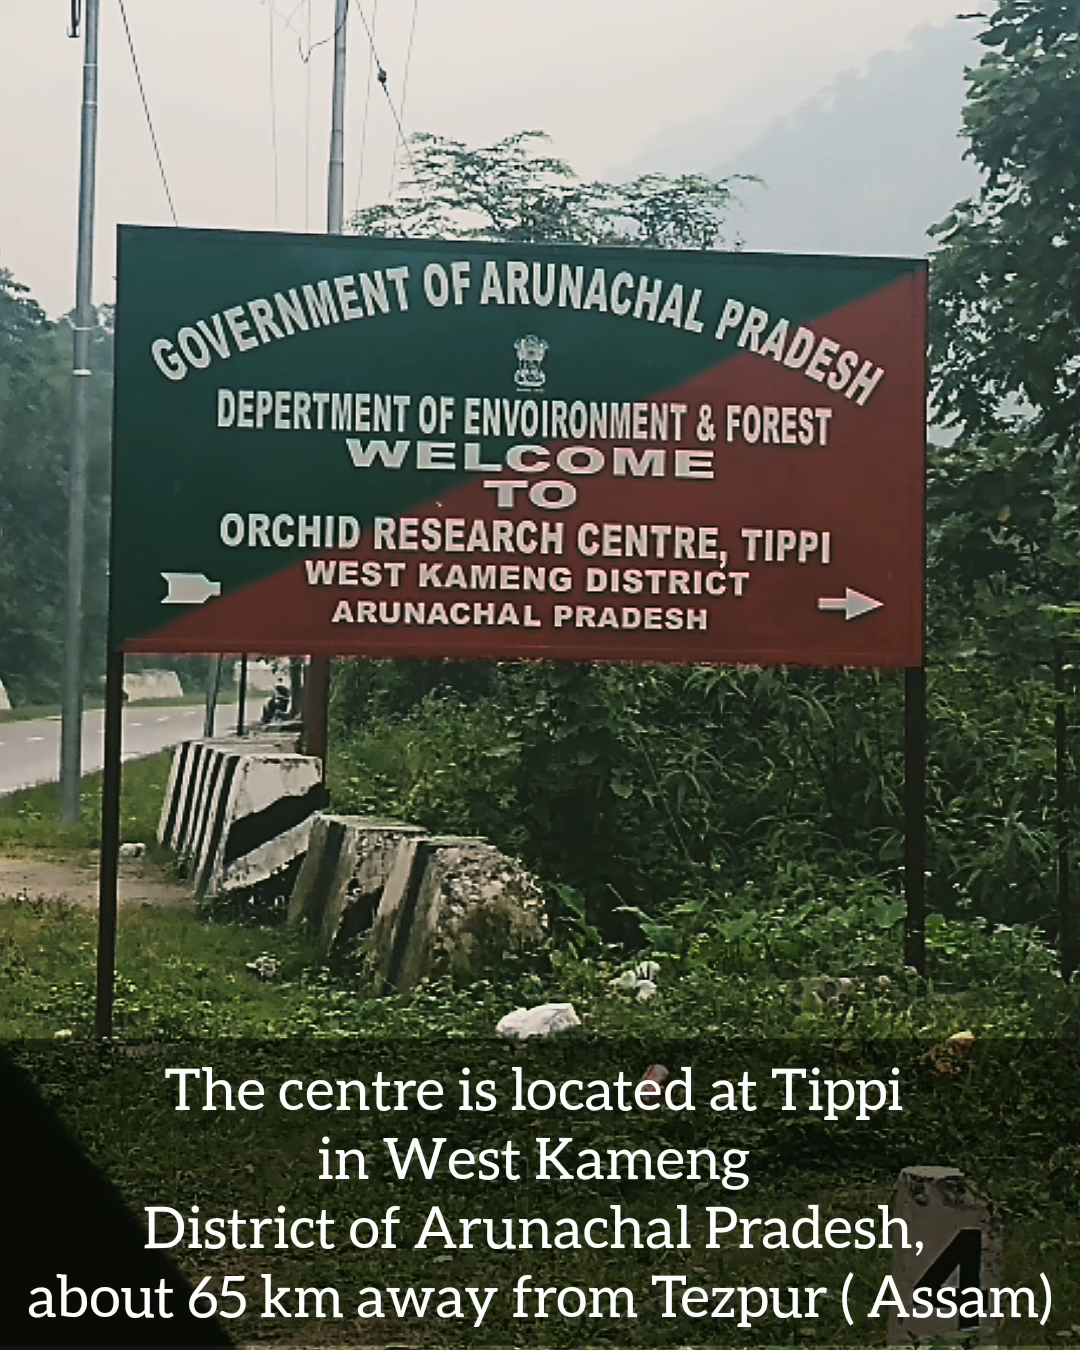 GOVERNMENT OF ARUNACHAL PRADESH
DEPERTMENT OF ENVOIRONMENT & FOREST
WELCOME
TO
ORCHID RESEARCH CENTRE, TIPPI
WEST KAMENG DISTRICT
ARUNACHAL PRADESH
The centre is located at Tippi
in West Kameng
District of Arunachal Pradesh,
about 65 km away from Tezpur ( Assam)